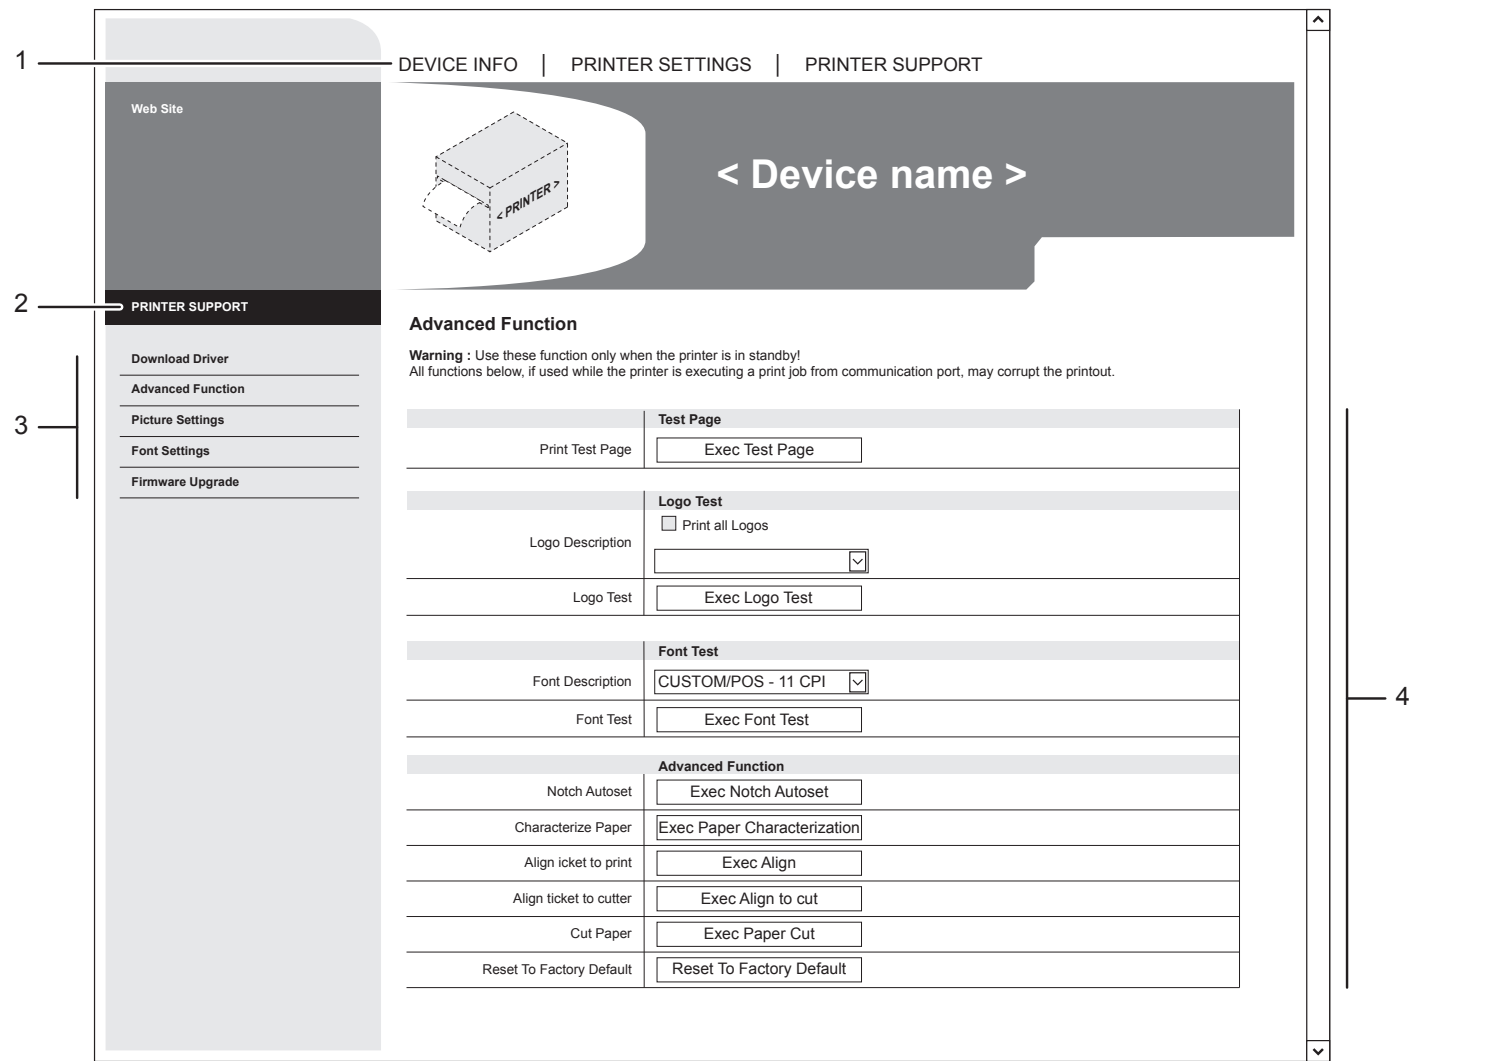 1
DEVICE INFO | PRINTER SETTINGS | PRINTER SUPPORT
Web Site
< PRINTER >
< Device name >
2
PRINTER SUPPORT
3
Download Driver
Advanced Function
Picture Settings
Font Settings
Firmware Upgrade
Advanced Function
Warning : Use these function only when the printer is in standby!
All functions below, if used while the printer is executing a print job from communication port, may corrupt the printout.
Test Page
Print Test Page Exec Test Page
Logo Test
Print all Logos
Logo Description
Logo Test Exec Logo Test
Font Test
Font Description CUSTOM/POS - 11 CPI
Font Test Exec Font Test
Advanced Function
Notch Autoset Exec Notch Autoset
Characterize Paper Exec Paper Characterization
Align icket to print Exec Align
Align ticket to cutter Exec Align to cut
Cut Paper Exec Paper Cut
Reset To Factory Default Reset To Factory Default
4